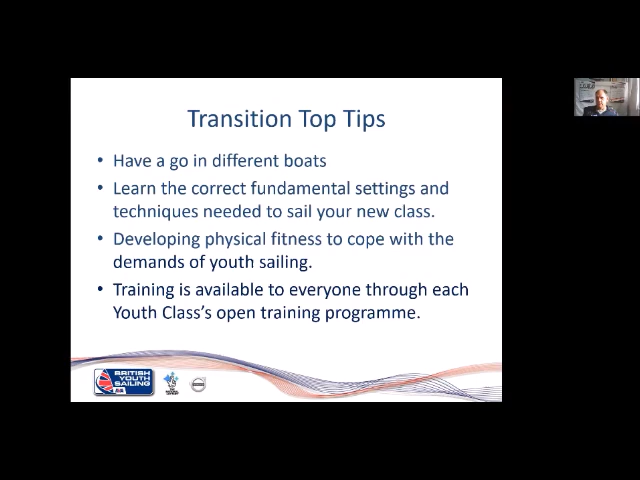 Transition Top Tips
• Have a go in different boats
• Learn the correct fundamental settings and
techniques needed to sail your new class.
• Developing physical fitness to cope with the
demands of youth sailing.
• Training is available to everyone through each
Youth Class's open training programme.
BRITISH
YOUTH
SAILING
RYA